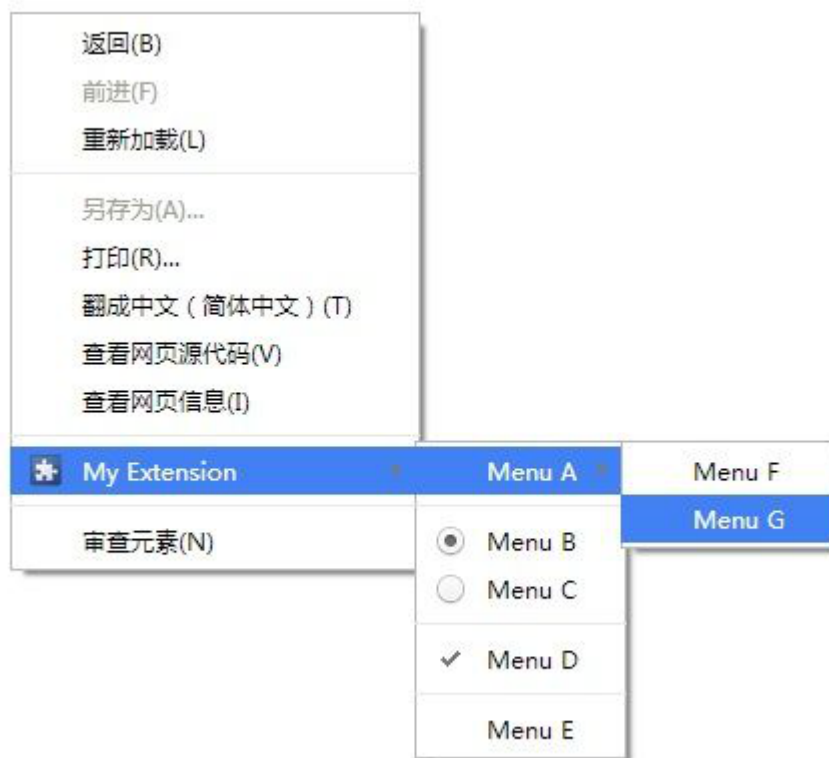 返回(B)
前进(F)
重新加载(L)
另存为(A)...
打印(R)...
翻成中文（简体中文）(T)
查看网页源代码(V)
查看网页信息(I)
My Extension
审查元素(N)
Menu A
Menu B
Menu C
Menu D
Menu E
Menu F
Menu G